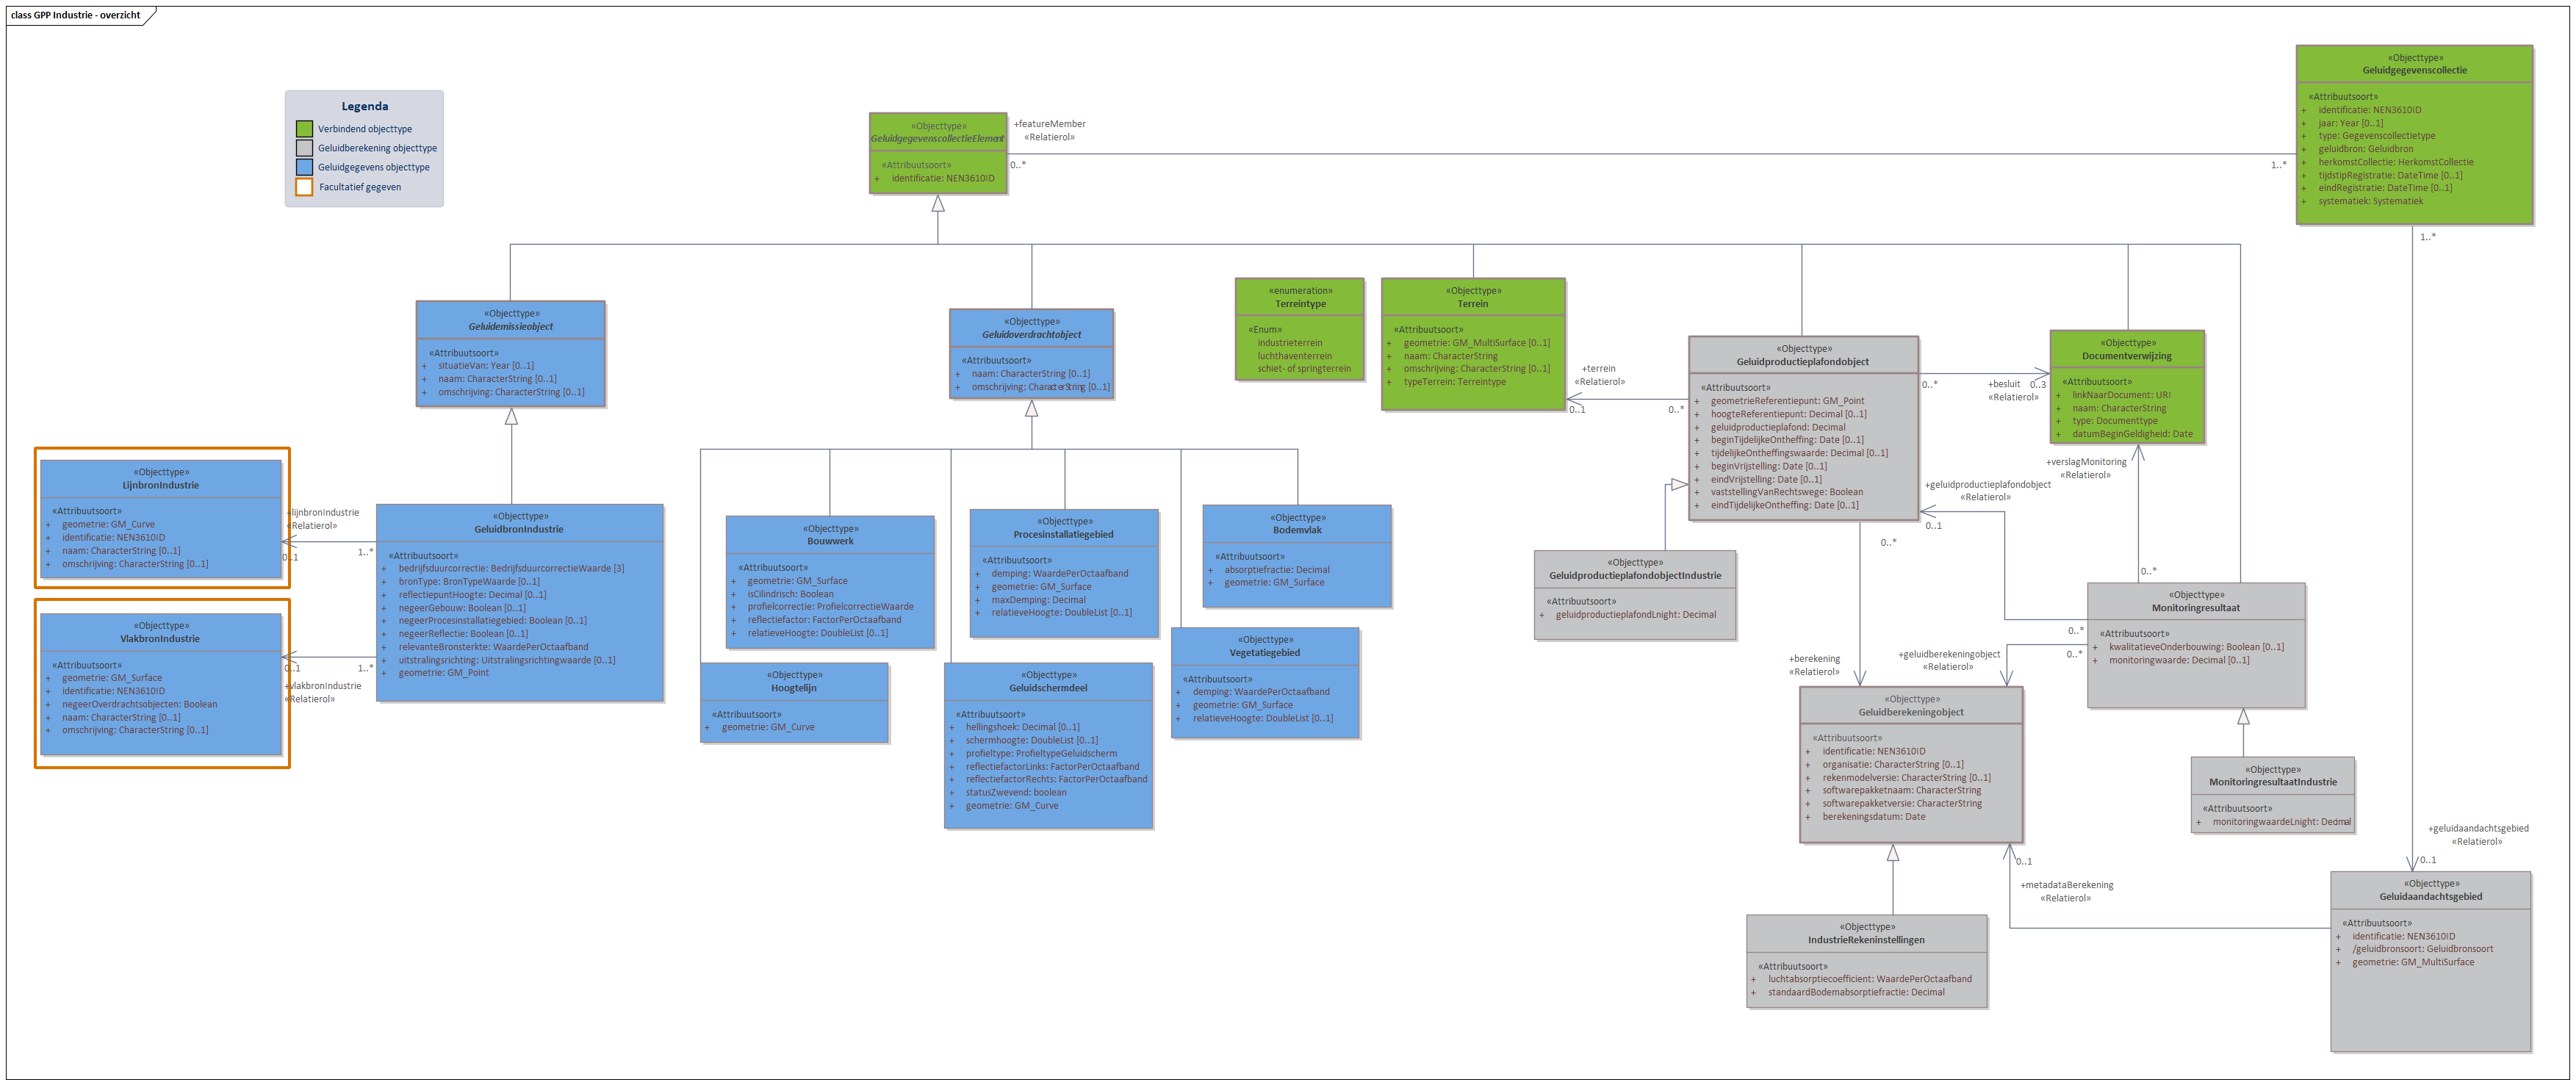 class GPP Industrie - overzicht
Legenda
Verbindend objecttype
Geluidberekening objecttype
Geluidgegevens objecttype
Facultatief gegeven
«Objecttype»
Geluidgegevenscollectie
«Attribuutsoort»
+ identificatie: NEN3610ID
+ jaar: Year [0..1]
+ type: Gegevenscollectietype
+ geluidbron: Geluidbron
+ herkomstCollectie: HerkomstCollectie
+ tijdstipRegistratie: DateTime [0..1]
+ eindRegistratie: DateTime [0..1]
+ systematiek: Systematiek
«Objecttype»
GeluidgegevenscollectieElement
«Attribuutsoort»
+ identificatie: NEN3610ID
+featureMember
«Relatierol»
0..*
1..*
1..*
«Objecttype»
Geluidemissieobject
«Attribuutsoort»
+ situatieVan: Year [0..1]
+ naam: CharacterString [0..1]
+ omschrijving: CharacterString [0..1]
«Objecttype»
Geluidoverdrachtobject
«Attribuutsoort»
+ naam: CharacterString [0..1]
+ omschrijving: CharacterString [0..1]
«enumeration»
Terreintype
«Enum»
industrieterrein
luchthaventerrein
schiet- of springterrein
«Objecttype»
Terrein
«Attribuutsoort»
+ geometrie: GM_MultiSurface [0..1]
+ naam: CharacterString
+ omschrijving: CharacterString [0..1]
+ typeTerrein: Terreintype
+terrein
«Relatierol»
0..1
0..*
«Objecttype»
Geluidproductieplafondobject
«Attribuutsoort»
+ geometrieReferentiepunt: GM_Point
+ hoogteReferentiepunt: Decimal [0..1]
+ geluidproductieplafond: Decimal
+ beginTijdelijkeOntheffing: Date [0..1]
+ tijdelijkeOntheffingswaarde: Decimal [0..1]
+ beginVrijstelling: Date [0..1]
+ eindVrijstelling: Date [0..1]
+ vaststellingVanRechtswege: Boolean
+ eindTijdelijkeOntheffing: Date [0..1]
0..*
+besluit
«Relatierol»
0..3
«Objecttype»
Documentverwijzing
«Attribuutsoort»
+ linkNaarDocument: URI
+ naam: CharacterString
+ type: Documenttype
+ datumBeginGeldigheid: Date
+verslagMonitoring
«Relatierol»
+geluidproductieplafondobject
«Relatierol»
0..1
0..*
0..*
«Objecttype»
LijnbronIndustrie
«Attribuutsoort»
+ geometrie: GM_Curve
+ identificatie: NEN3610ID
+ naam: CharacterString [0..1]
+ omschrijving: CharacterString [0..1]
+lijnbronIndustrie
«Relatierol»
0..1
1..*
«Objecttype»
GeluidbronIndustrie
«Attribuutsoort»
+ bedrijfsduurcorrectie: BedrijfsduurcorrectieWaarde [3]
+ bronType: BronTypeWaarde [0..1]
+ reflectiepuntHoogte: Decimal [0..1]
+ negeerGebouw: Boolean [0..1]
+ negeerProcesinstallatiegebied: Boolean [0..1]
+ negeerReflectie: Boolean [0..1]
+ relevanteBronsterkte: WaardePerOctaafband
+ uitstralingsrichting: Uitstralingsrichtingwaarde [0..1]
+ geometrie: GM_Point
«Objecttype»
VlakbronIndustrie
«Attribuutsoort»
+ geometrie: GM_Surface
+ identificatie: NEN3610ID
+ negeerOverdrachtsobjecten: Boolean
+ naam: CharacterString [0..1]
+ omschrijving: CharacterString [0..1]
0..1
1..*
+vlakbronIndustrie
«Relatierol»
«Objecttype»
Bouwwerk
«Attribuutsoort»
+ geometrie: GM_Surface
+ isCilindrisch: Boolean
+ profielcorrectie: ProfielcorrectieWaarde
+ reflectiefactor: FactorPerOctaafband
+ relatieveHoogte: DoubleList [0..1]
«Objecttype»
Procesinstallatiegebied
«Attribuutsoort»
+ demping: WaardePerOctaafband
+ geometrie: GM_Surface
+ maxDemping: Decimal
+ relatieveHoogte: DoubleList [0..1]
«Objecttype»
Bodemvlak
«Attribuutsoort»
+ absorptiefractie: Decimal
+ geometrie: GM_Surface
«Objecttype»
Hoogtelijn
«Attribuutsoort»
+ geometrie: GM_Curve
«Objecttype»
Geluidschermdeel
«Attribuutsoort»
+ hellingshoek: Decimal [0..1]
+ schermhoogte: DoubleList [0..1]
+ profieltype: ProfieltypeGeluidscherm
+ reflectiefactorLinks: FactorPerOctaafband
+ reflectiefactorRechts: FactorPerOctaafband
+ statusZwevend: boolean
+ geometrie: GM_Curve
«Objecttype»
Vegetatiegebied
«Attribuutsoort»
+ demping: WaardePerOctaafband
+ geometrie: GM_Surface
+ relatieveHoogte: DoubleList [0..1]
«Objecttype»
GeluidproductieplafondobjectIndustrie
«Attribuutsoort»
+ geluidproductieplafondLnight: Decimal
«Objecttype»
Monitoringresultaat
«Attribuutsoort»
+ kwalitatieveOnderbouwing: Boolean [0..1]
+ monitoringwaarde: Decimal [0..1]
0..*
0..*
+berekening
«Relatierol»
+geluidberekeningobject
«Relatierol»
«Objecttype»
Geluidberekeningobject
«Attribuutsoort»
+ identificatie: NEN3610ID
+ organisatie: CharacterString [0..1]
+ rekenmodelversie: CharacterString [0..1]
+ softwarepakketnaam: CharacterString
+ softwarepakketversie: CharacterString
+ berekeningsdatum: Date
«Objecttype»
MonitoringresultaatIndustrie
«Attribuutsoort»
+ monitoringwaardeLnight: Decimal
+geluidaandachtsgebied
«Relatierol»
0..1
0..1
+metadataBerekening
«Relatierol»
«Objecttype»
Geluidaandachtsgebied
«Attribuutsoort»
+ identificatie: NEN3610ID
+ /geluidbronsoort: Geluidbronsoort
+ geometrie: GM_MultiSurface
«Objecttype»
IndustrieRekeninstellingen
«Attribuutsoort»
+ luchtabsorptiecoefficient: WaardePerOctaafband
+ standaardBodemabsorptiefractie: Decimal